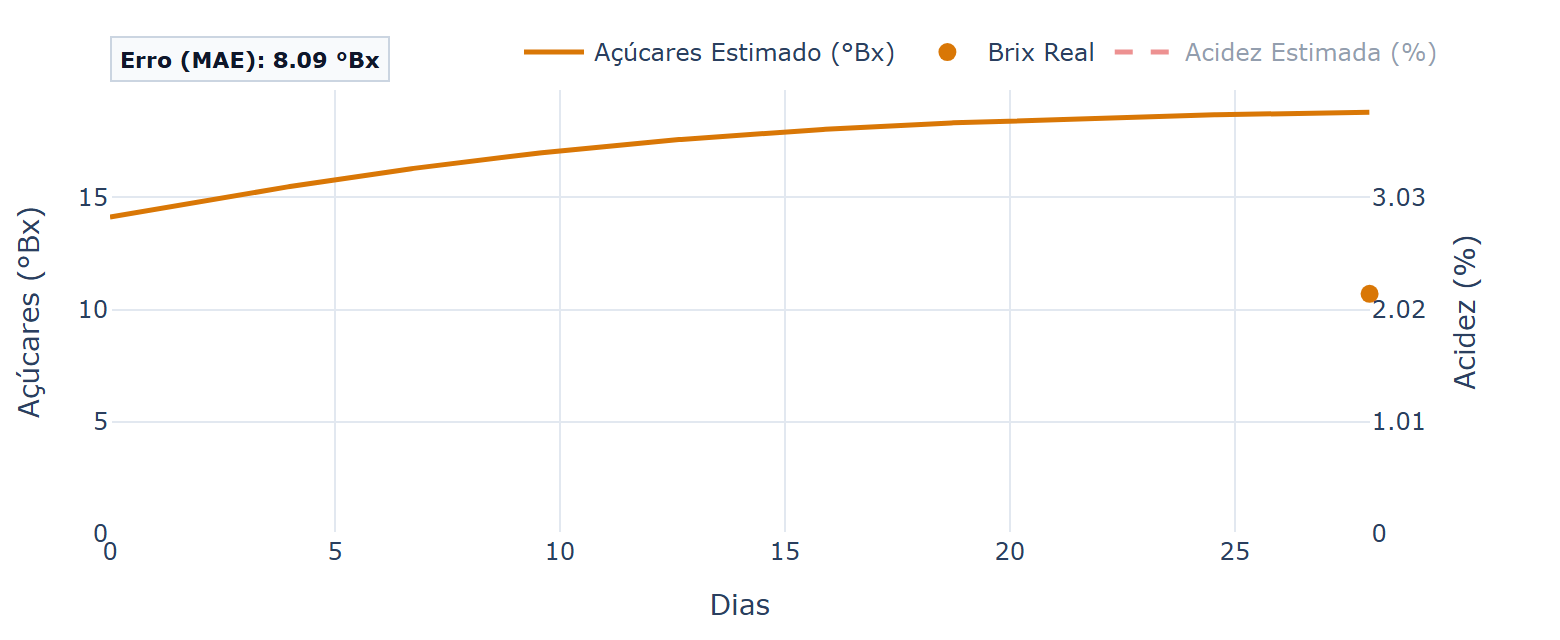 Erro (MAE): 8.09 ºBx
Açúcares Estimado (°Bx)
Brix Real
Acidez Estimada (%)
Açúcares (°Bx)
15
10
5
0
3.03
2.02
1.01
0
Acidez (%)
0
5
10
15
20
25
Dias